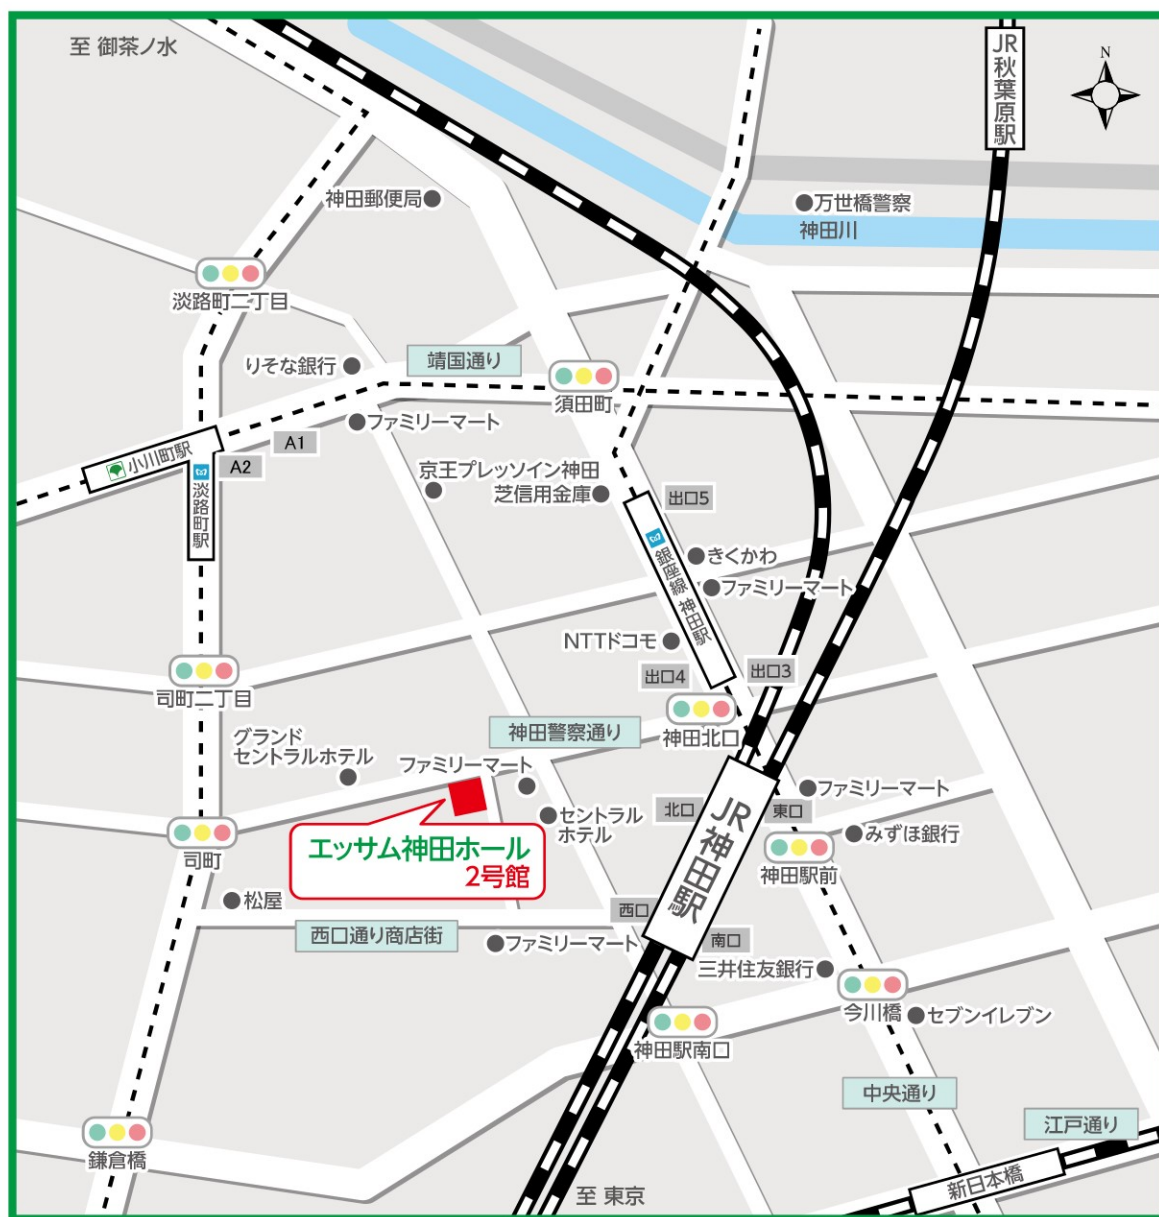 至 御茶ノ水
JR秋葉原駅
N
神田郵便局
万世橋警察
神田川
淡路町二丁目
りそな銀行
靖国通り
須田町
ファミリーマート
小川町駅
A1
A2
淡路町駅
京王プレッソイン神田
芝信用金庫
出口5
銀座線 神田駅
きくかわ
ファミリーマート
NTTドコモ
出口4
出口3
司町二丁目
神田警察通り
神田北口
グランド
セントラルホテル
ファミリーマート
セントラル
ホテル
北口
JR神田駅
東口
ファミリーマート
みずほ銀行
神田駅前
司町
エッサム神田ホール
2号館
松屋
西口
西口通り商店街
ファミリーマート
南口
三井住友銀行
今川橋
セブンイレブン
神田駅南口
中央通り
江戸通り
鎌倉橋
新日本橋
至 東京